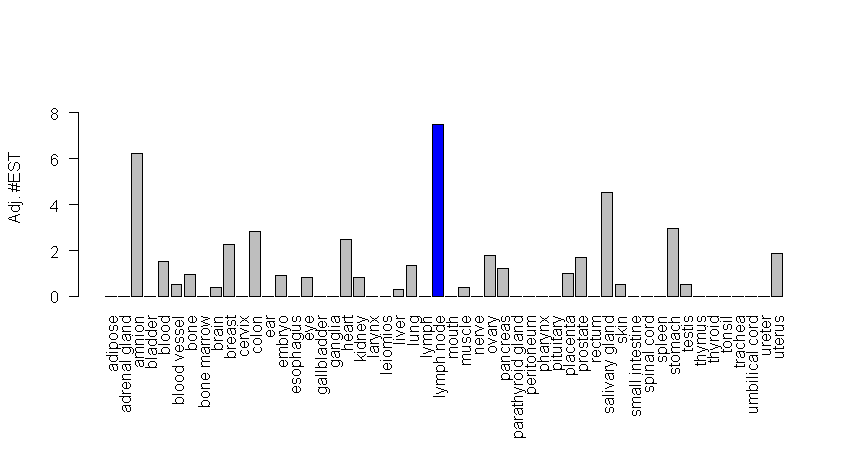 Adj. #EST
8
6
4
2
0
adipose
adrenal gland
amnion
bladder
blood
blood vessel
bone
bone marrow
brain
breast
cervix
colon
ear
embryo
esophagus
eye
gallbladder
ganglia
heart
kidney
larynx
leiomios
liver
lung
lymph
lymph node
mouth
muscle
nerve
ovary
pancreas
parathyroid gland
peritoneum
pharynx
pituitary
placenta
prostate
rectum
salivary gland
skin
small intestine
spinal cord
spleen
stomach
testis
thymus
thyroid
tonsil
trachea
umbilical cord
ureter
uterus